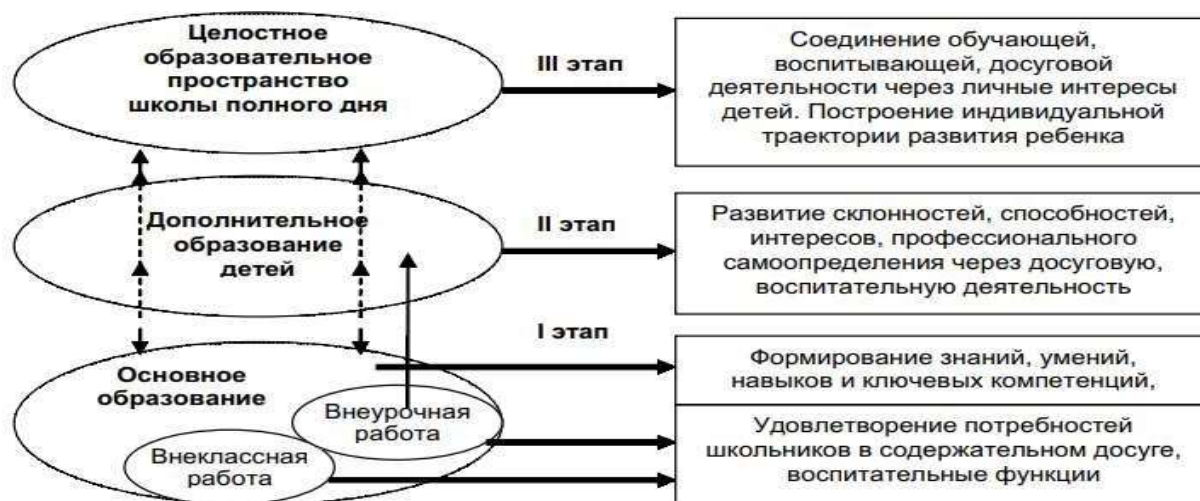 Целостное
образовательное
пространство
школы полного дня
III этап
Соединение обучающей,
воспитывающей, досуговой
деятельности через личные интересы
детей. Построение индивидуальной
траектории развития ребенка
Дополнительное
образование
детей
II этап
Развитие склонностей, способностей,
интересов, профессионального
самоопределения через досуговую,
воспитательную деятельность
I этап
Основное
образование
Формирование знаний, умений,
навыков и ключевых компетенций,
Внеурочная
работа
Внеклассная
работа
Удовлетворение потребностей
школьников в содержательном досуге,
воспитательные функции